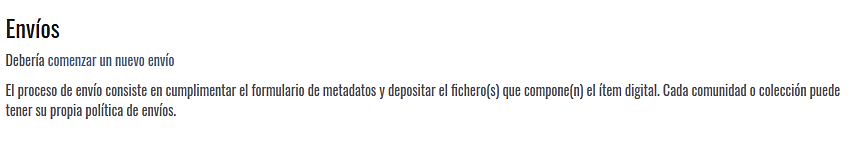 Envíos
Debería comenzar un nuevo envío
El proceso de envío consiste en cumplimentar el formulario de metadatos y depositar el fichero(s) que compone(n) el ítem digital. Cada comunidad o colección puede
tener su propia política de envíos.